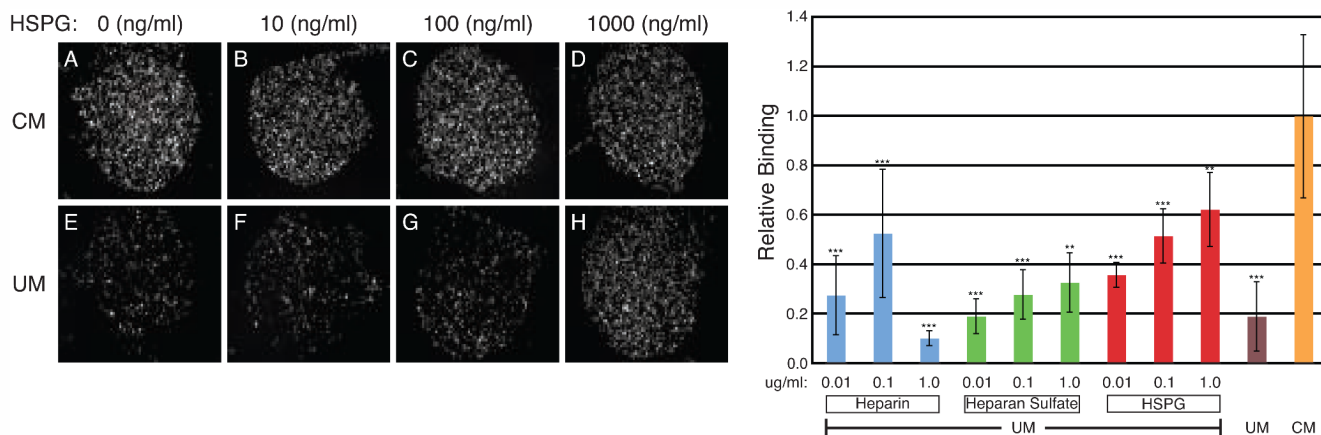 HSPG: 0 (ng/ml) 10 (ng/ml) 100 (ng/ml) 1000 (ng/ml)
A B C D
CM
E F G H
UM
Relative Binding
1.4
1.2
1.0
0.8
0.6
0.4
0.2
0.0
*** *** *** *** *** ** *** *** ** ***
ug/ml: 0.01 0.1 1.0 0.01 0.1 1.0 0.01 0.1 1.0
Heparin Heparan Sulfate HSPG
UM UM CM